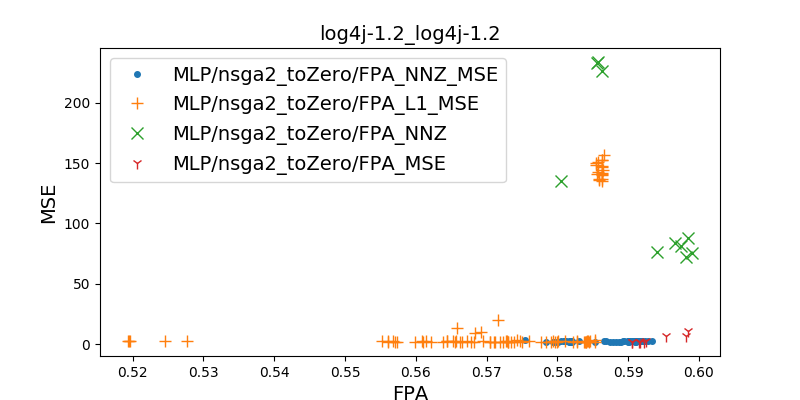 log4j-1.2_log4j-1.2
MLP/nsga2_toZero/FPA_NNZ_MSE
MLP/nsga2_toZero/FPA_L1_MSE
MLP/nsga2_toZero/FPA_NNZ
MLP/nsga2_toZero/FPA_MSE
MSE
200
150
100
50
0
0.52 0.53 0.54 0.55 0.56 0.57 0.58 0.59 0.60
FPA